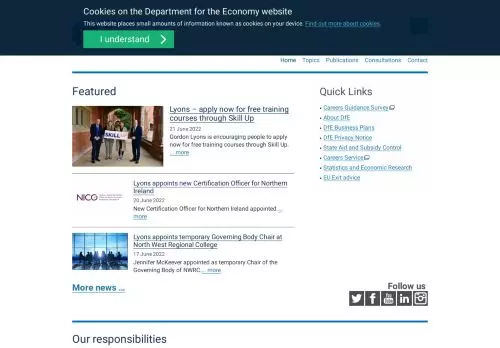 Cookies on the Department for the Economy website
This website places small amounts of information known as cookies on your device. Find out more about cookies.
I understand
Home Topics Publications Consultations Contact
Featured
SKILL
Lyons – apply now for free training
courses through Skill Up
21 June 2022
Gordon Lyons is encouraging people to apply
now for free training courses through Skill Up.
... more
NICO
Lyons appoints new Certification Officer for Northern
Ireland
20 June 2022
New Certification Officer for Northern Ireland appointed ...
more
Lyons appoints temporary Governing Body Chair at
North West Regional College
17 June 2022
Jennifer McKeever appointed as temporary Chair of the
Governing Body of NWRC ... more
More news ...
Quick Links
Careers Guidance Survey
About DfE
DfE Business Plans
DfE Privacy Notice
State Aid and Subsidy Control
Careers Service
Statistics and Economic Research
EU Exit advice
Follow us
You
Tube
in
Our responsibilities